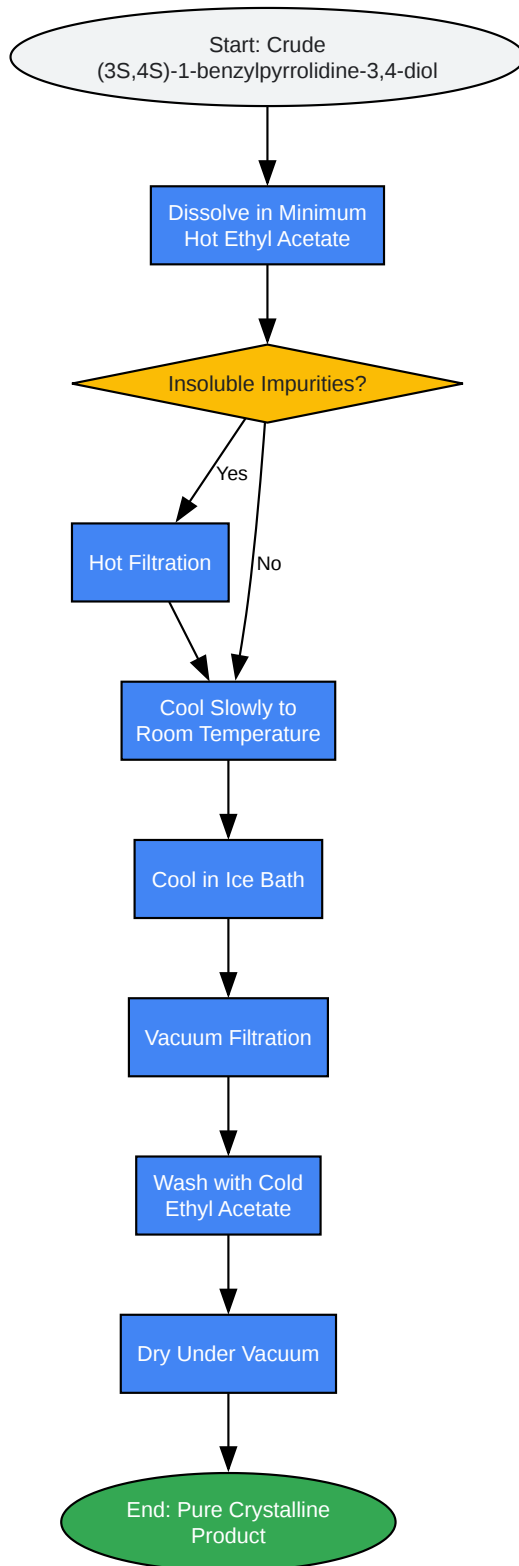 Start: Crude
(3S,4S)-1-benzylpyrrolidine-3,4-diol
Dissolve in Minimum
Hot Ethyl Acetate
Insoluble Impurities?
Yes
Hot Filtration
No
Cool Slowly to
Room Temperature
Cool in Ice Bath
Vacuum Filtration
Wash with Cold
Ethyl Acetate
Dry Under Vacuum
End: Pure Crystalline
Product